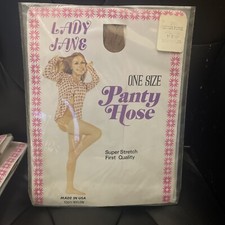 LADY
JANE
ONE SIZE
Panty
Hose
Super Stretch
First Quality
MADE IN USA